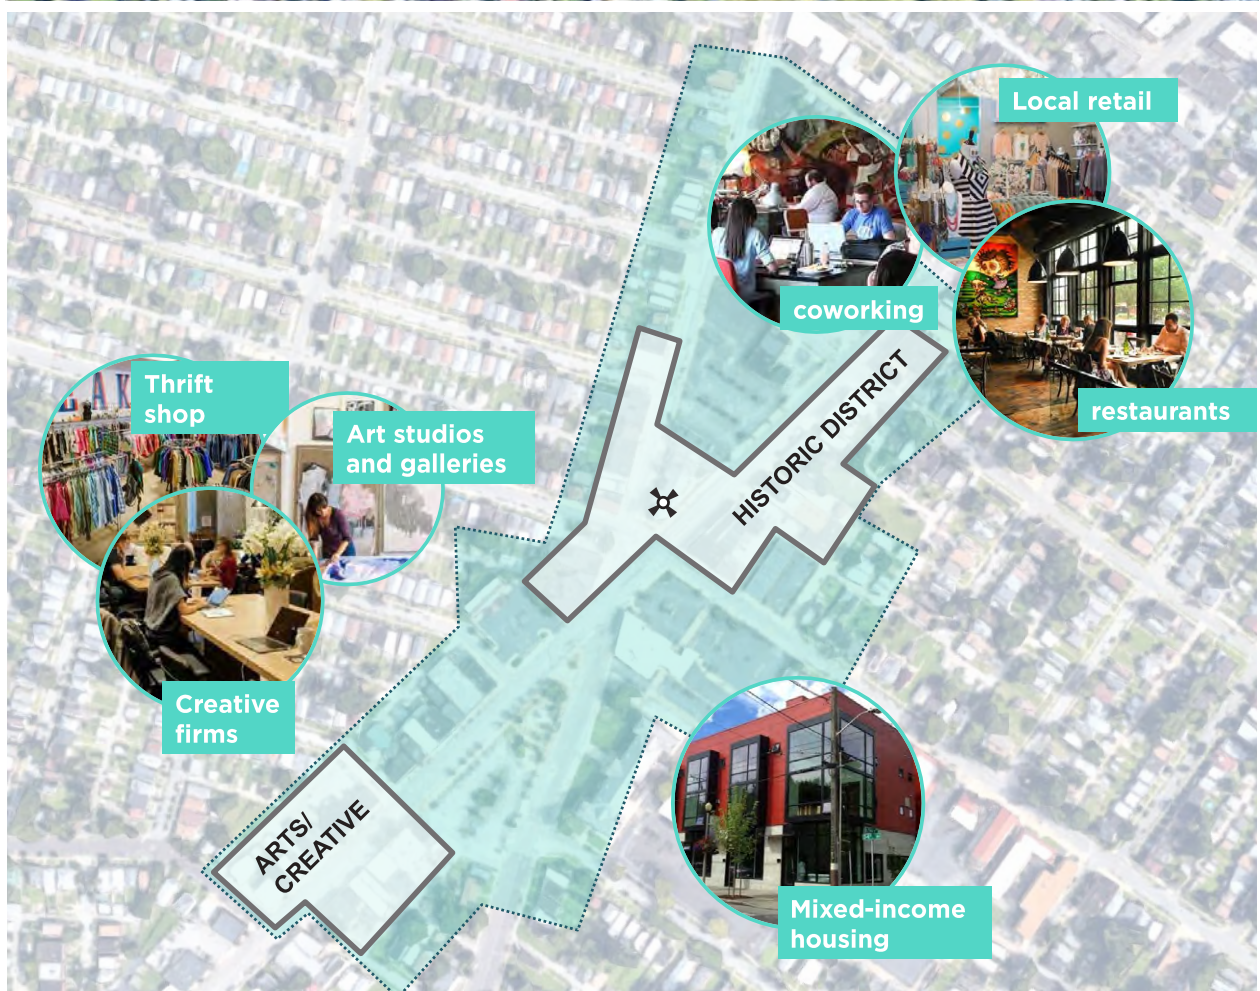 Local retail
coworking
restaurants
HISTORIC DISTRICT
Thrift
shop
Art studios
and galleries
Creative
firms
ARTS/
CREATIVE
Mixed-income
housing